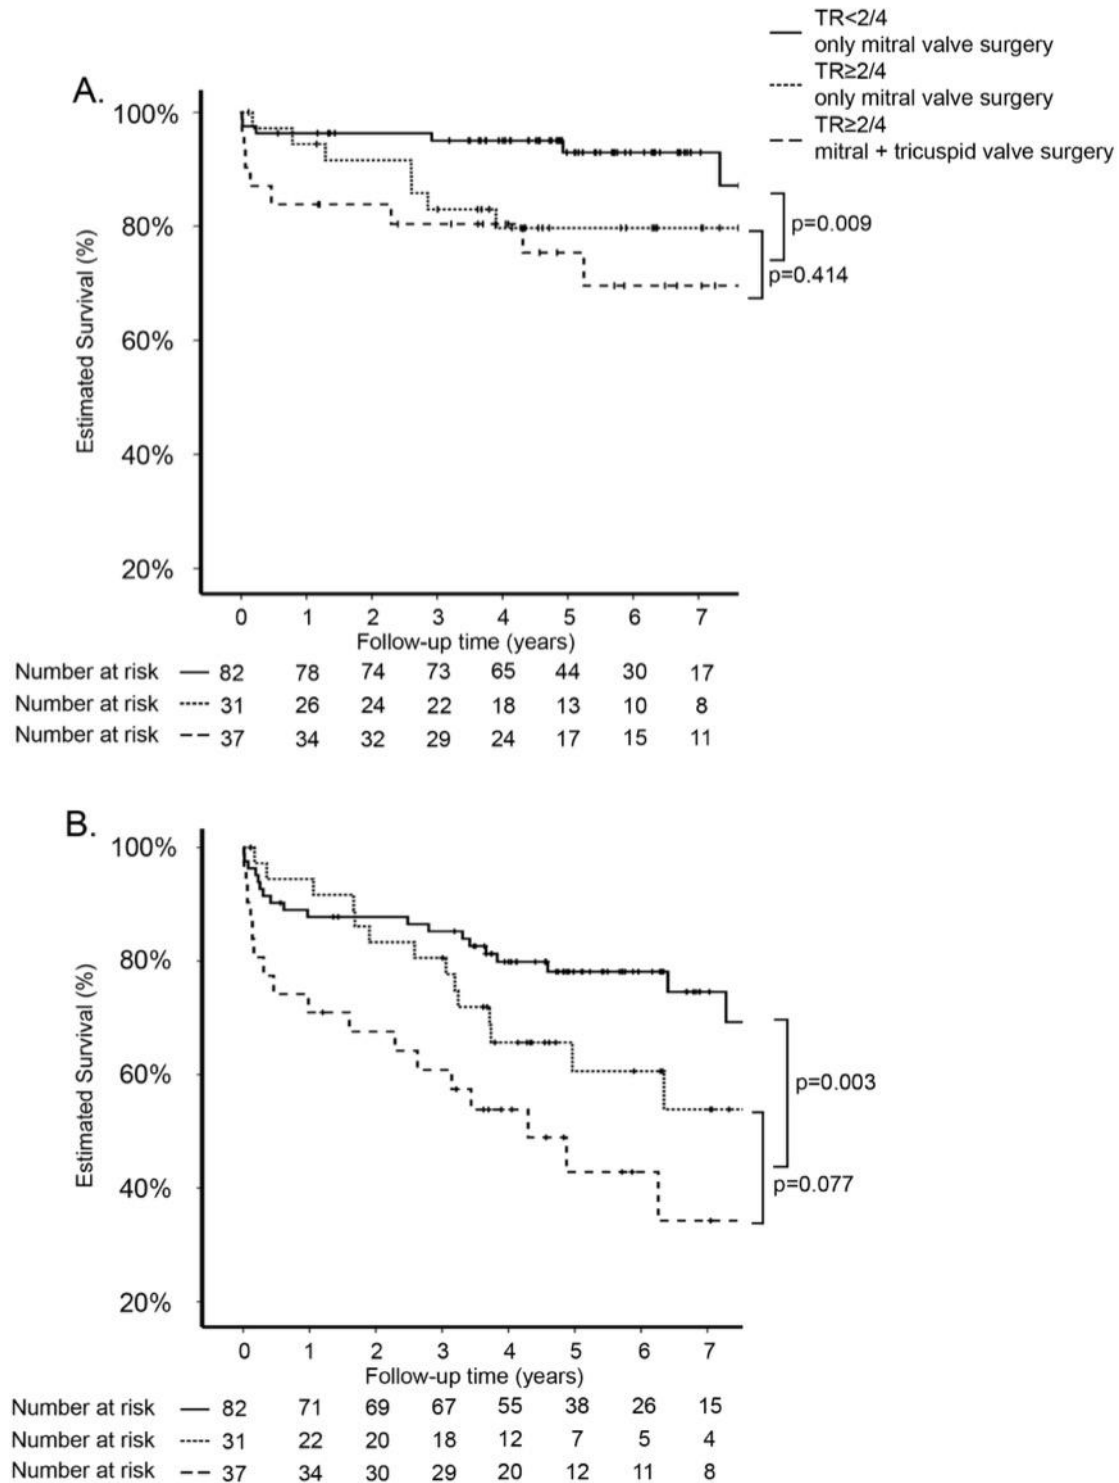 TR<2/4
only mitral valve surgery
TR≥2/4
only mitral valve surgery
TR≥2/4
mitral + tricuspid valve surgery
A.
100%
80%
60%
40%
20%
Estimated Survival (%)
p=0.009
p=0.414
0 1 2 3 4 5 6 7
Follow-up time (years)
Number at risk 82 78 74 73 65 44 30 17
Number at risk 31 26 24 22 18 13 10 8
Number at risk 37 34 32 29 24 17 15 11
B.
100%
80%
60%
40%
20%
Estimated Survival (%)
p=0.003
p=0.077
0 1 2 3 4 5 6 7
Follow-up time (years)
Number at risk 82 71 69 67 55 38 26 15
Number at risk 31 22 20 18 12 7 5 4
Number at risk 37 34 30 29 20 12 11 8